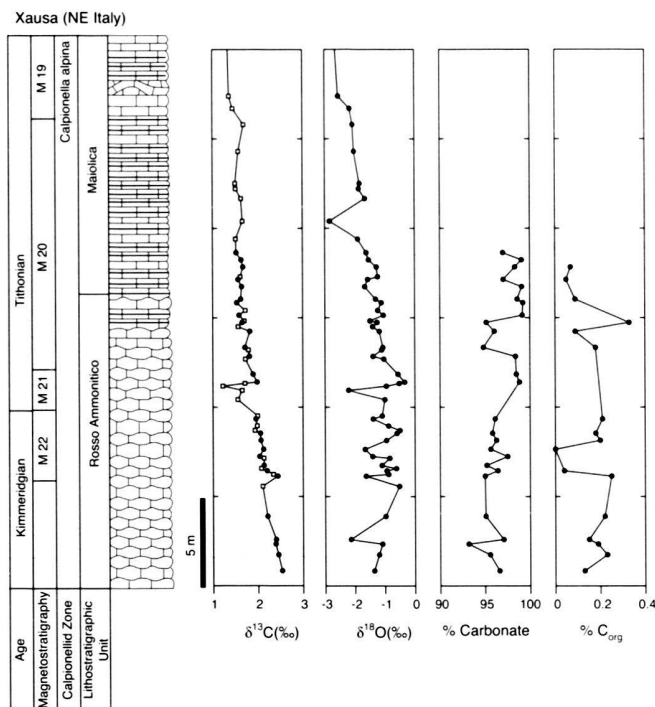 Xausa (NE Italy)
Tithonian
Kimmeridgian
M 19
M 20
M 21
M 22
Calpionella alpina
Maiolica
Rosso Ammonitico
5 m
Age
Magnetostratigraphy
Calpionellid Zone
Lithostratigraphic
Unit
1 2 3
δ¹³C(‰)
-3 -2 -1 0
δ¹⁸O(‰)
90 95 100
% Carbonate
0 0.2 0.4
% Corg